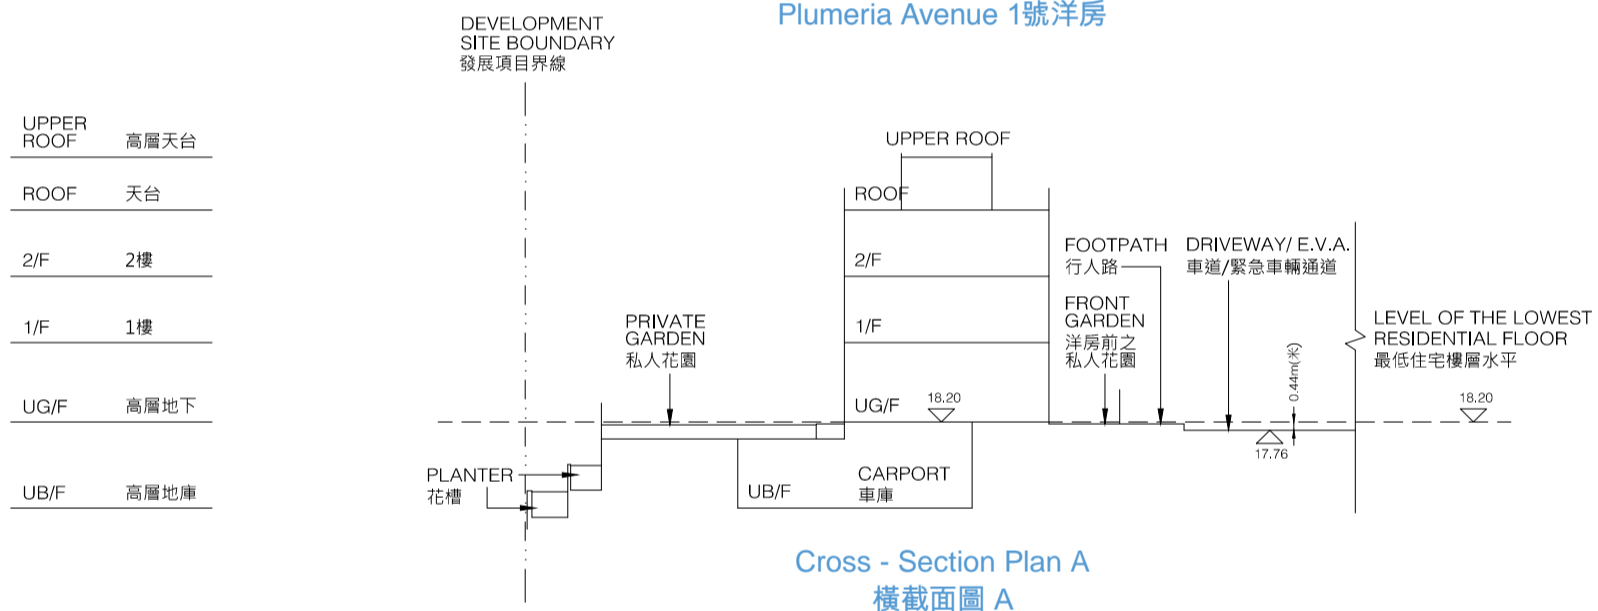 Plumeria Avenue 1號洋房
DEVELOPMENT
SITE BOUNDARY
發展項目界線
UPPER
ROOF 高層天台
ROOF 天台
2/F 2樓
1/F 1樓
UG/F 高層地下
UB/F 高層地庫
UPPER ROOF
ROOF
2/F
1/F
UG/F
18.20
UB/F
CARPORT
車庫
PRIVATE
GARDEN
私人花園
PLANTER
花槽
FOOTPATH
行人路
FRONT
GARDEN
洋房前之
私人花園
DRIVEWAY/ E.V.A.
車道/緊急車輛通道
0.44m(米)
17.76
LEVEL OF THE LOWEST
RESIDENTIAL FLOOR
最低住宅樓層水平
18.20
Cross - Section Plan A
橫截面圖 A